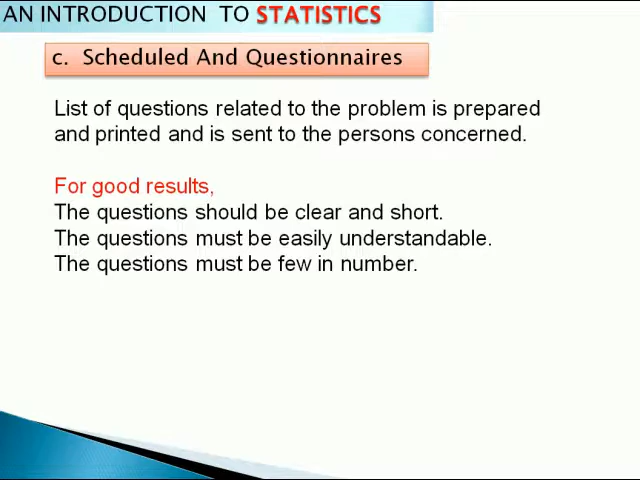 AN INTRODUCTION TO STATISTICS
c. Scheduled And Questionnaires
List of questions related to the problem is prepared
and printed and is sent to the persons concerned.
For good results,
The questions should be clear and short.
The questions must be easily understandable.
The questions must be few in number.